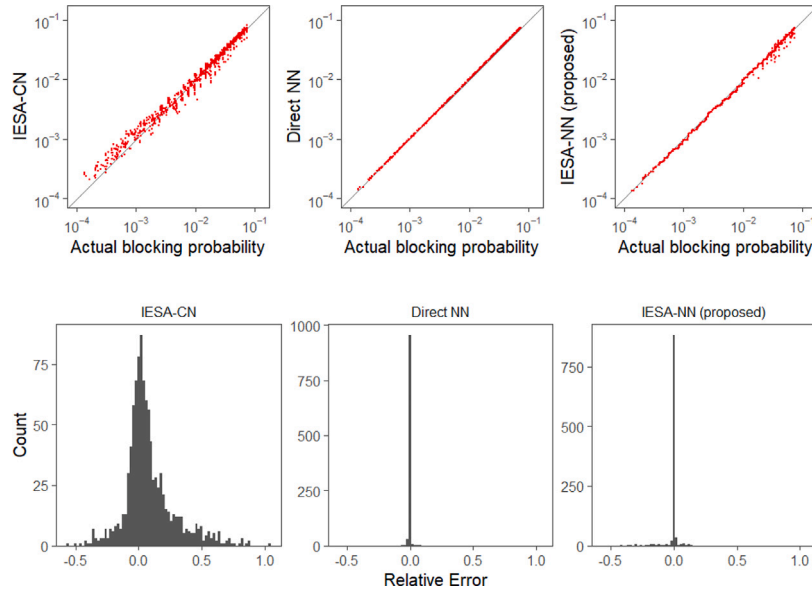 IESA-CN
10⁻¹
10⁻²
10⁻³
10⁻⁴
10⁻⁴ 10⁻³ 10⁻² 10⁻¹
Actual blocking probability
Direct NN
10⁻¹
10⁻²
10⁻³
10⁻⁴
10⁻⁴ 10⁻³ 10⁻² 10⁻¹
Actual blocking probability
IESA-NN (proposed)
10⁻¹
10⁻²
10⁻³
10⁻⁴
10⁻⁴ 10⁻³ 10⁻² 10⁻¹
Actual blocking probability
IESA-CN
Count
75
50
25
0
-0.5 0.0 0.5 1.0
Direct NN
1000
750
500
250
0
-0.5 0.0 0.5 1.0
IESA-NN (proposed)
750
500
250
0
-0.5 0.0 0.5 1.0
Relative Error